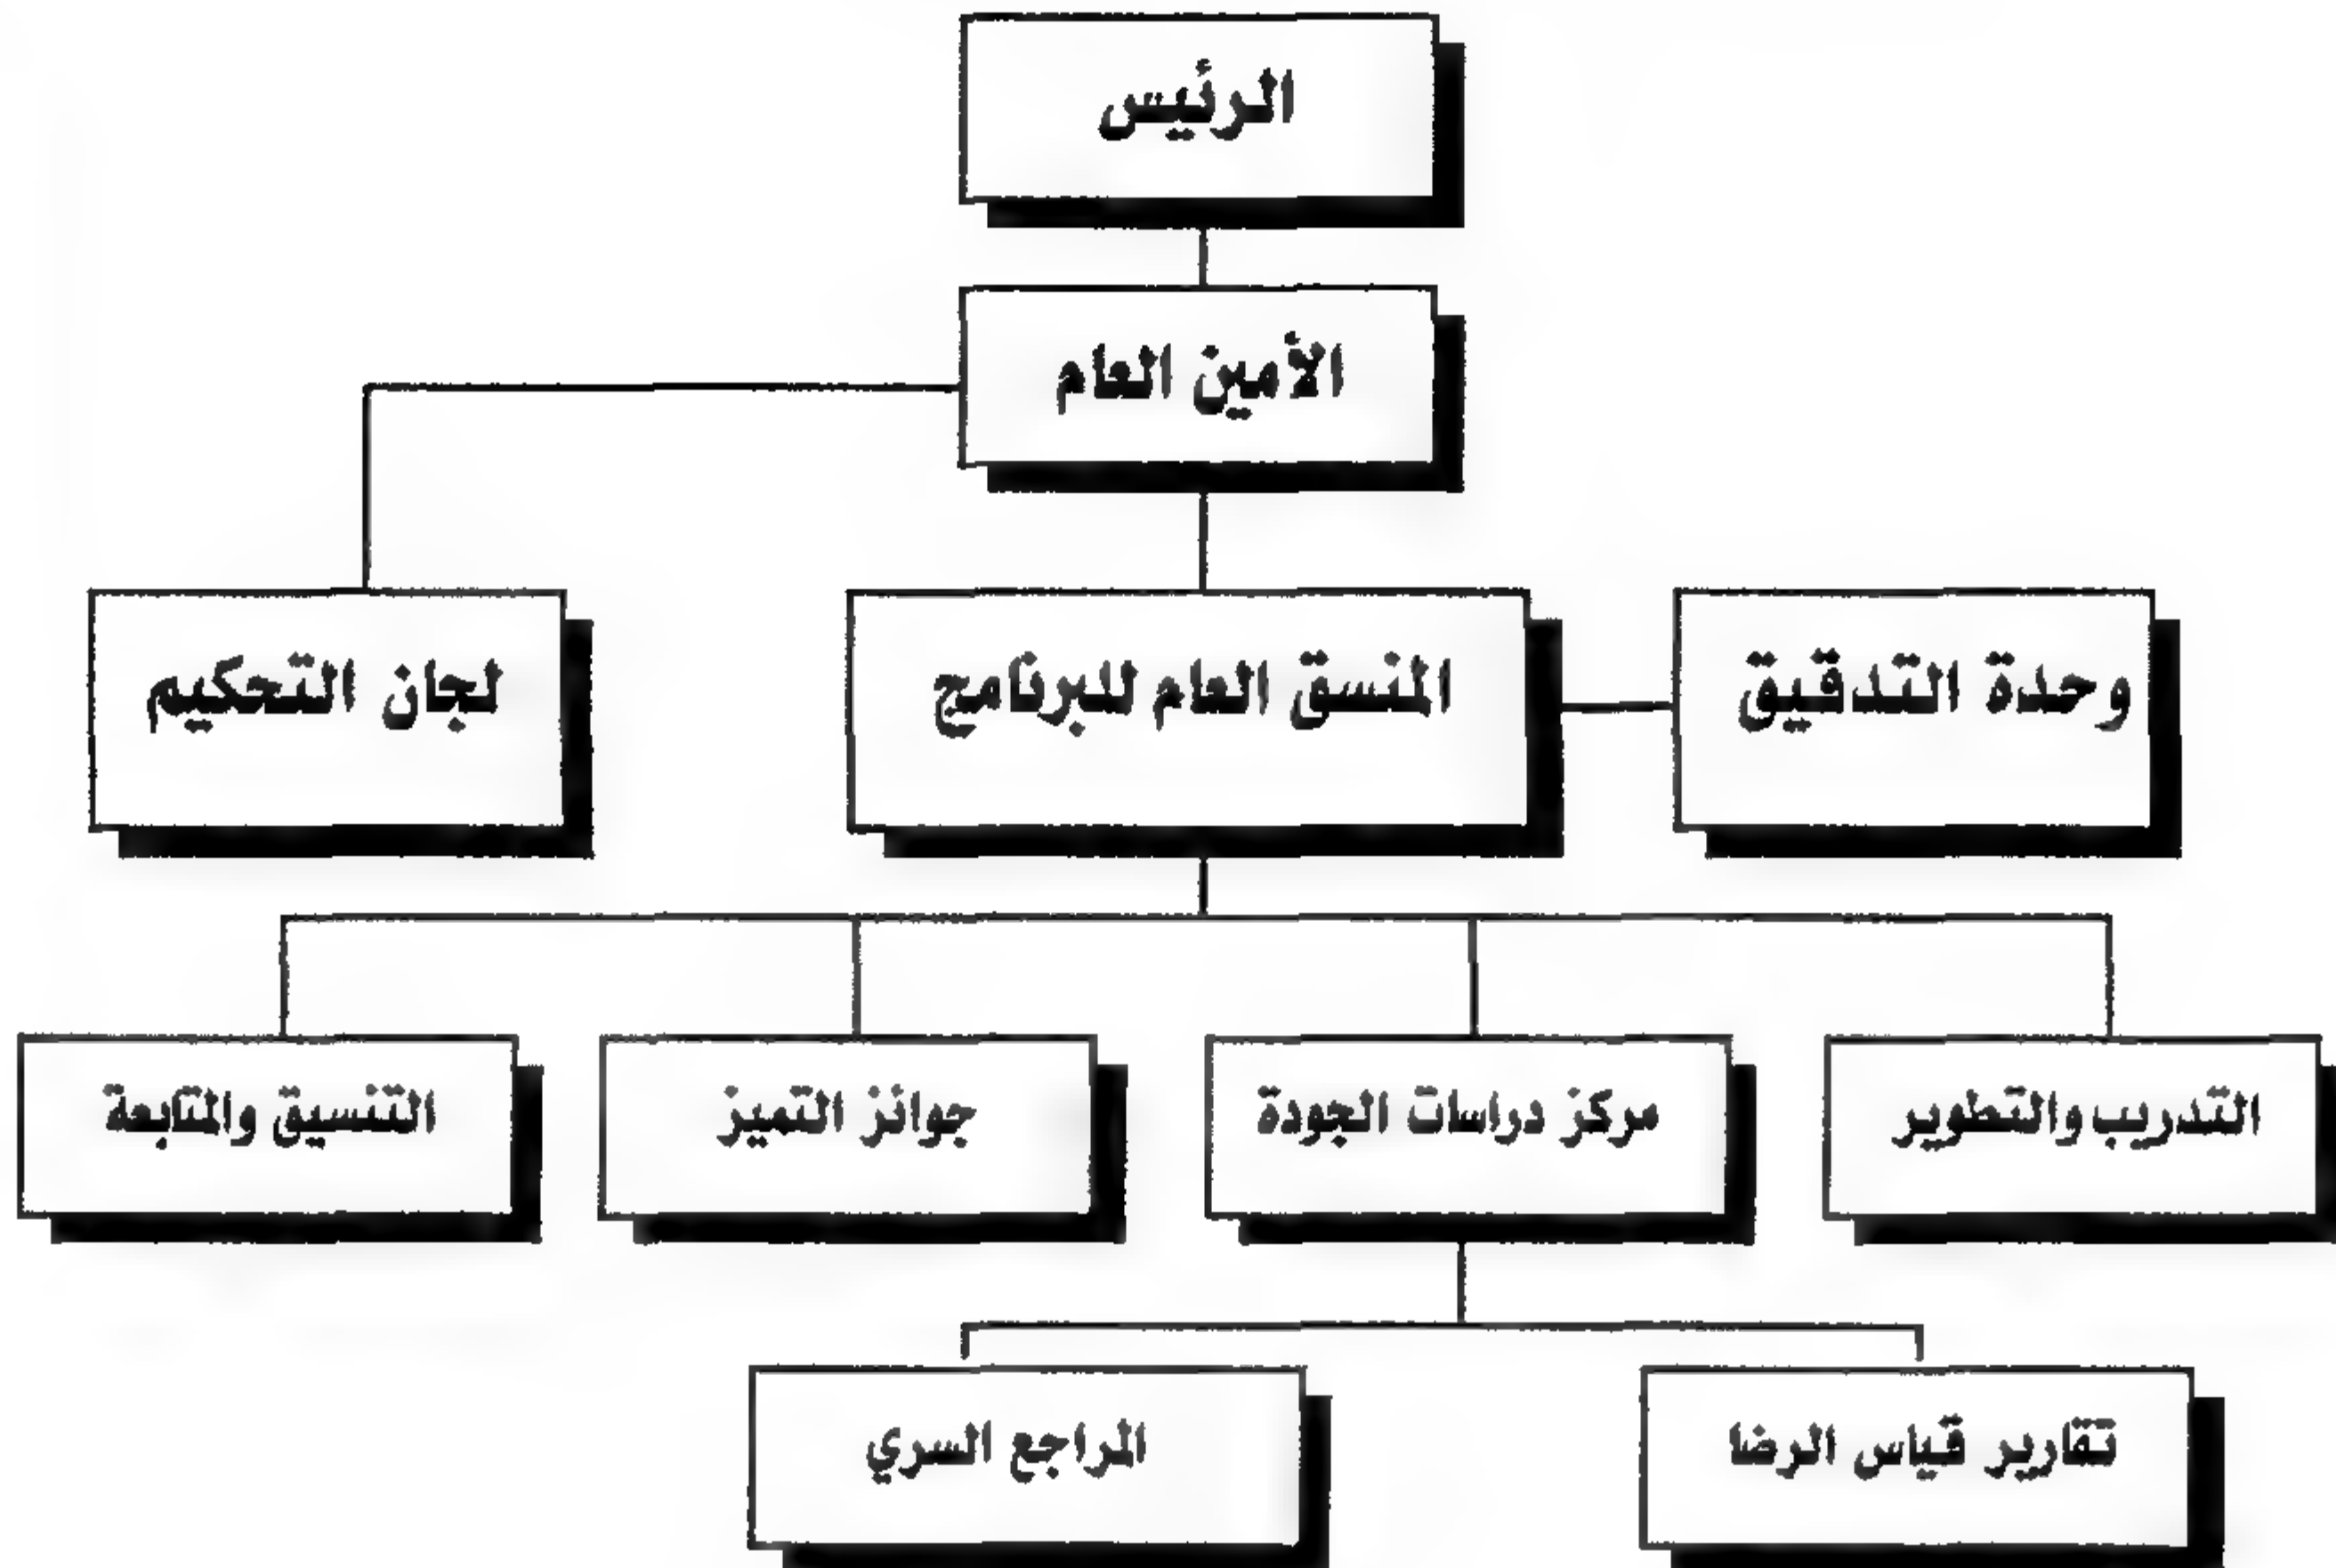 الرئيس
الأمين العام
وحدة التدقيق
المنسق العام للبرنامج
لجان التحكيم
التدريب والتطوير
مركز دراسات الجودة
جوائز التميز
التنسيق والمتابعة
تقارير قياس الرضا
المراجع السري